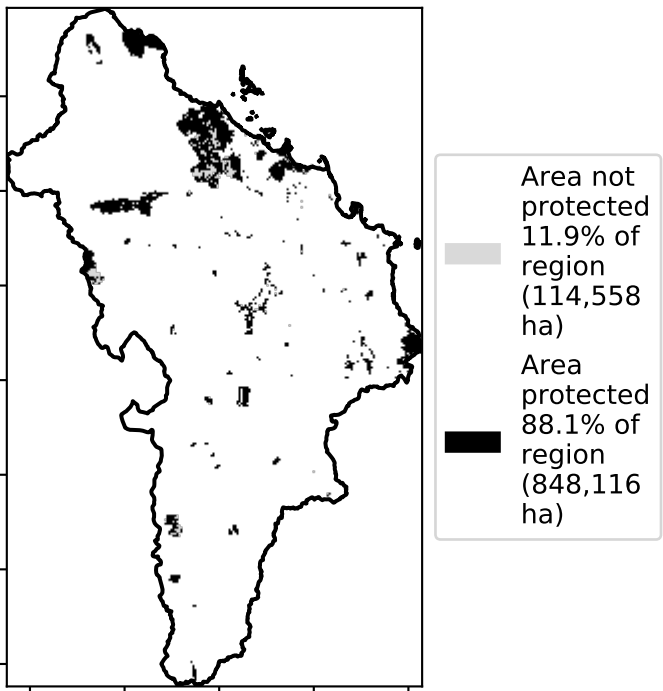 Area not
protected
11.9% of
region
(114,558
ha)
Area
protected
88.1% of
region
(848,116
ha)